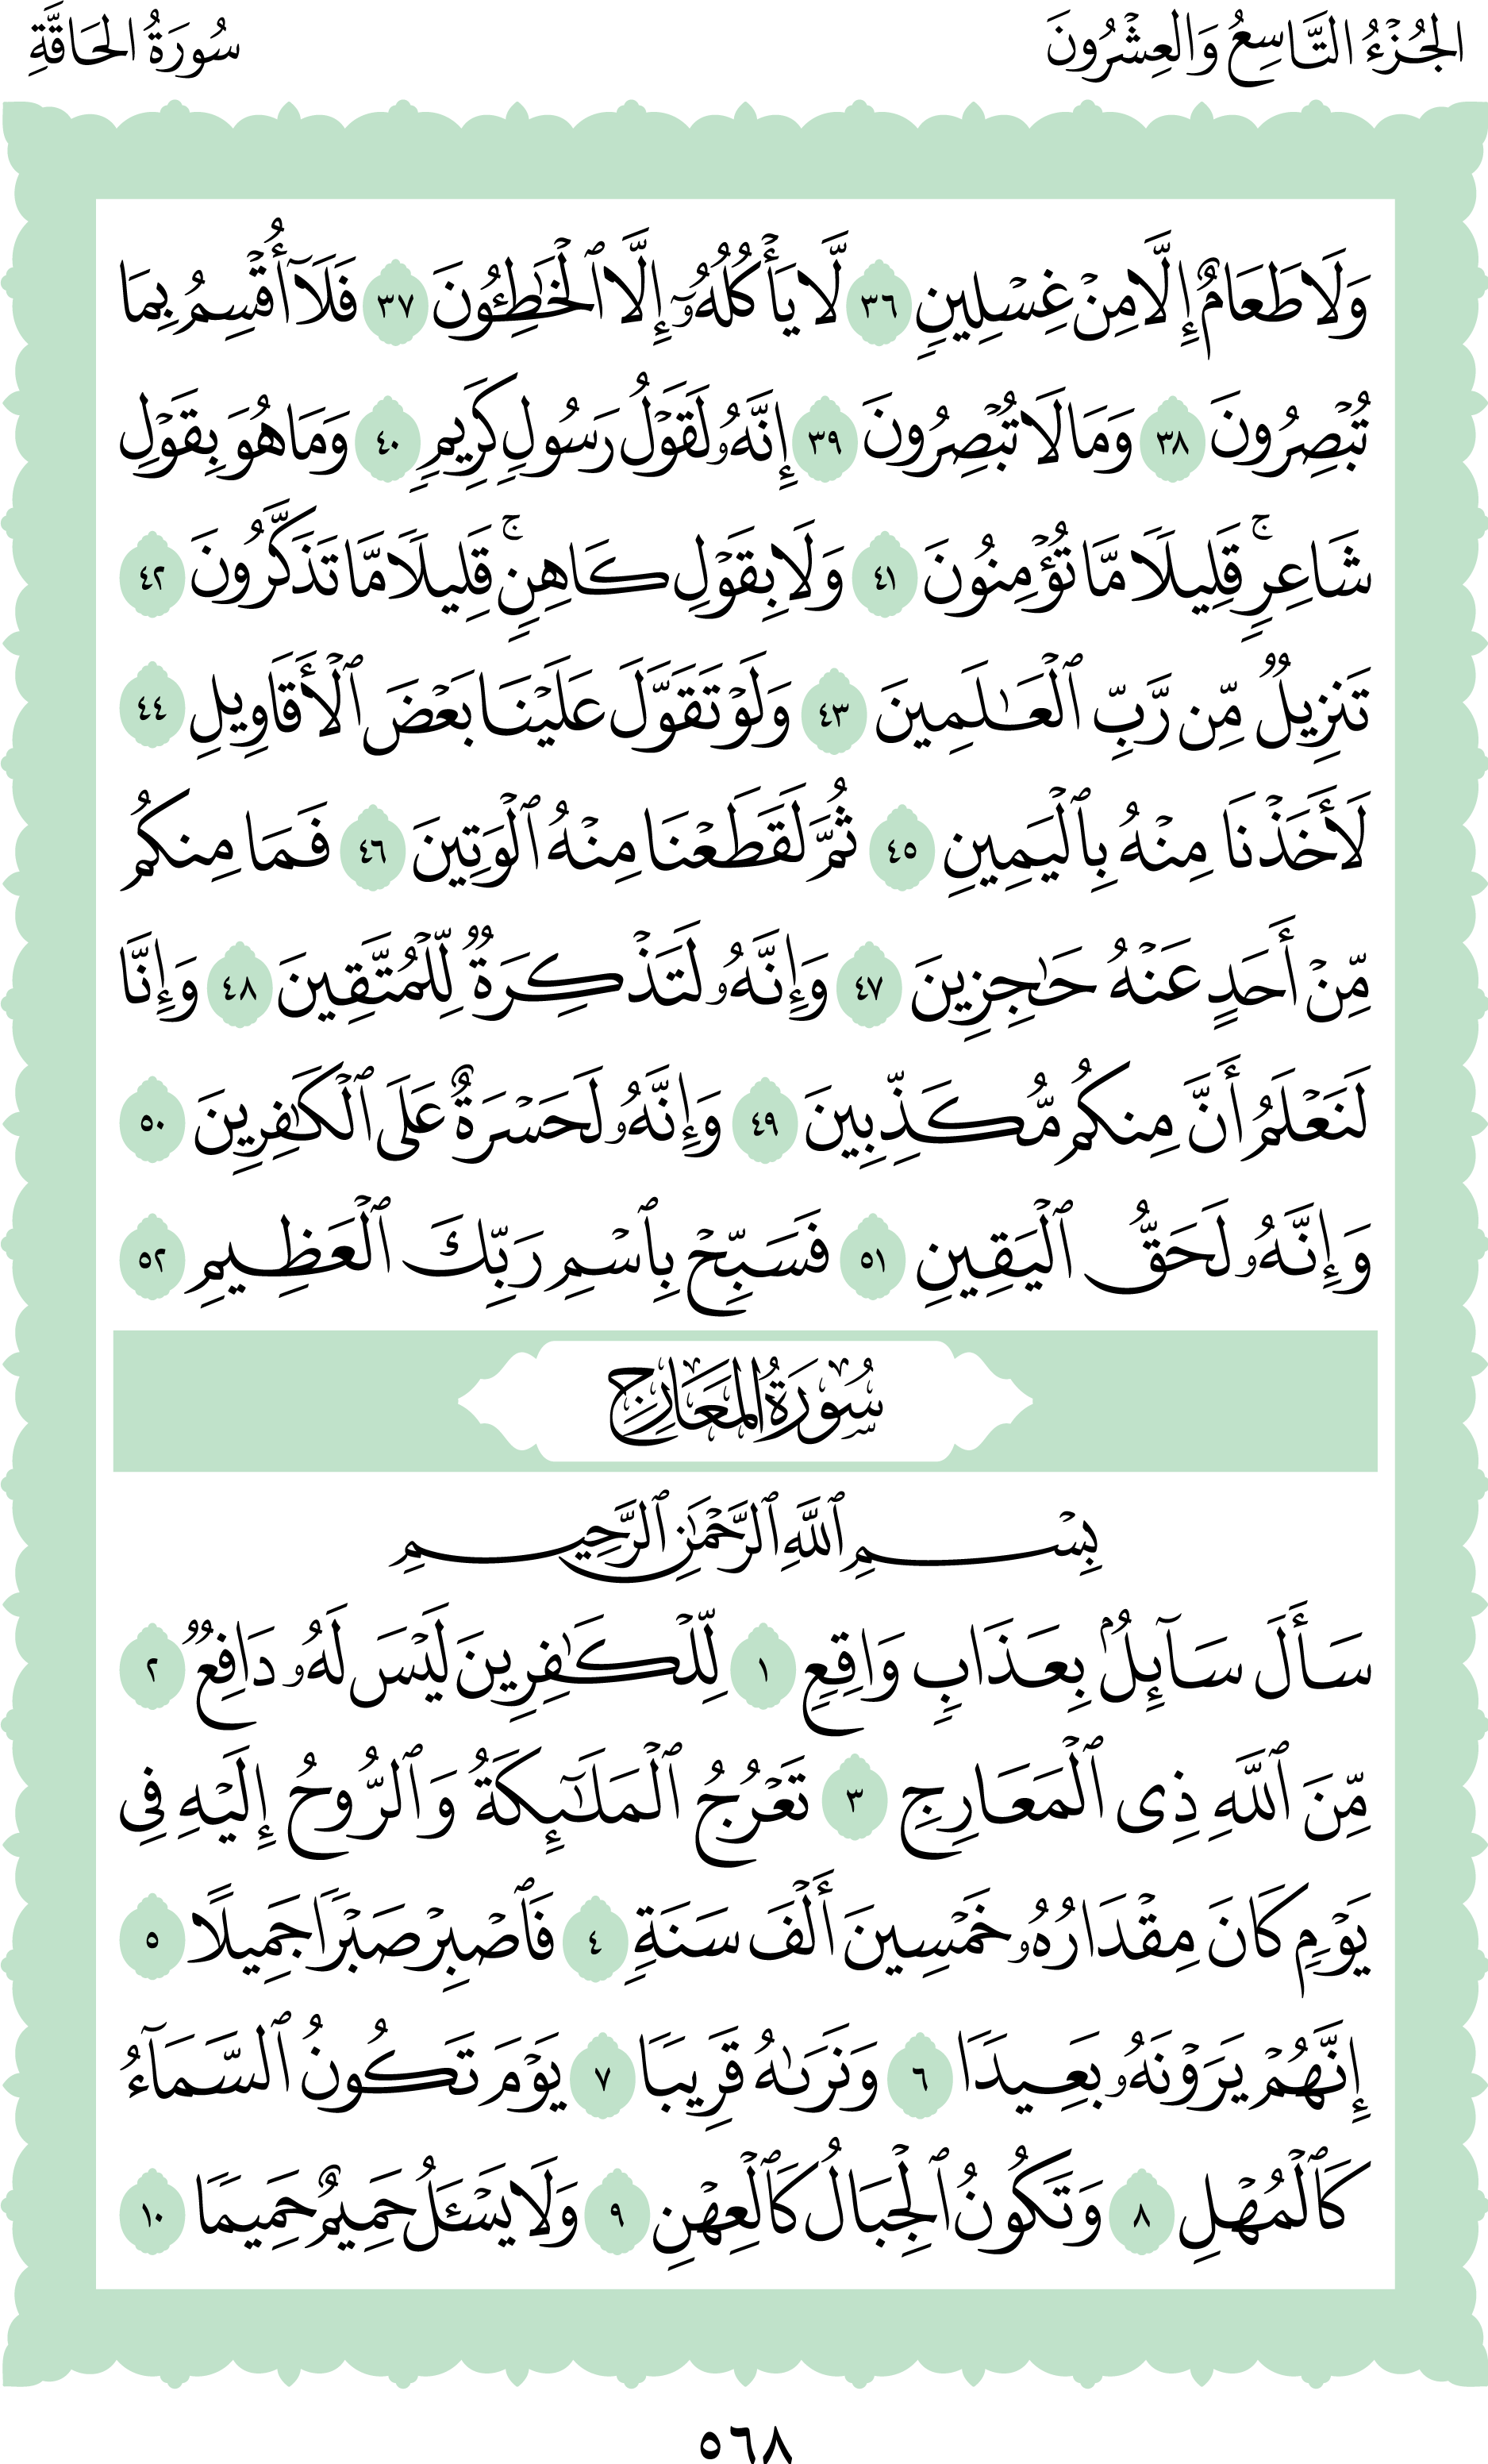 الجُزْءُ التَّاسِعُ وَالعِشْرُونَ
سُورَةُ الحَاقَّةِ
وَلَا طَعَامٌ إِلَّا مِنْ غِسْلِينٍ ٣٦ لَّا يَأْكُلُهُۥٓ إِلَّا ٱلْخَٰطِـُٔونَ ٣٧ فَلَآ أُقْسِمُ بِمَا
تُبْصِرُونَ ٣٨ وَمَا لَا تُبْصِرُونَ ٣٩ إِنَّهُۥ لَقَوْلُ رَسُولٍ كَرِيمٍ ٤٠ وَمَا هُوَ بِقَوْلِ
شَاعِرٍ ۚ قَلِيلًا مَّا تُؤْمِنُونَ ٤١ وَلَا بِقَوْلِ كَاهِنٍ ۚ قَلِيلًا مَّا تَذَكَّرُونَ ٤٢
تَنزِيلٌ مِّن رَّبِّ ٱلْعَٰلَمِينَ ٤٣ وَلَوْ تَقَوَّلَ عَلَيْنَا بَعْضَ ٱلْأَقَاوِيلِ ٤٤
لَأَخَذْنَا مِنْهُ بِٱلْيَمِينِ ٤٥ ثُمَّ لَقَطَعْنَا مِنْهُ ٱلْوَتِينَ ٤٦ فَمَا مِنكُم
مِّنْ أَحَدٍ عَنْهُ حَٰجِزِينَ ٤٧ وَإِنَّهُۥ لَتَذْكِرَةٌ لِّلْمُتَّقِينَ ٤٨ وَإِنَّا
لَنَعْلَمُ أَنَّ مِنكُم مُّكَذِّبِينَ ٤٩ وَإِنَّهُۥ لَحَسْرَةٌ عَلَى ٱلْكَٰفِرِينَ ٥٠
وَإِنَّهُۥ لَحَقُّ ٱلْيَقِينِ ٥١ فَسَبِّحْ بِٱسْمِ رَبِّكَ ٱلْعَظِيمِ ٥٢
سُورَةُ المَعَارِجِ
بِسْمِ ٱللَّهِ ٱلرَّحْمَٰنِ ٱلرَّحِيمِ
سَأَلَ سَآئِلٌۢ بِعَذَابٍ وَاقِعٍ ١ لِّلْكَٰفِرِينَ لَيْسَ لَهُۥ دَافِعٌ ٢
مِّنَ ٱللَّهِ ذِى ٱلْمَعَارِجِ ٣ تَعْرُجُ ٱلْمَلَٰٓئِكَةُ وَٱلرُّوحُ إِلَيْهِ فِى
يَوْمٍ كَانَ مِقْدَارُهُۥ خَمْسِينَ أَلْفَ سَنَةٍ ٤ فَٱصْبِرْ صَبْرًا جَمِيلًا ٥
إِنَّهُمْ يَرَوْنَهُۥ بَعِيدًا ٦ وَنَرَىٰهُ قَرِيبًا ٧ يَوْمَ تَكُونُ ٱلسَّمَآءُ
كَٱلْمُهْلِ ٨ وَتَكُونُ ٱلْجِبَالُ كَٱلْعِهْنِ ٩ وَلَا يَسْـَٔلُ حَمِيمٌ حَمِيمًا ١٠
٥٦٨